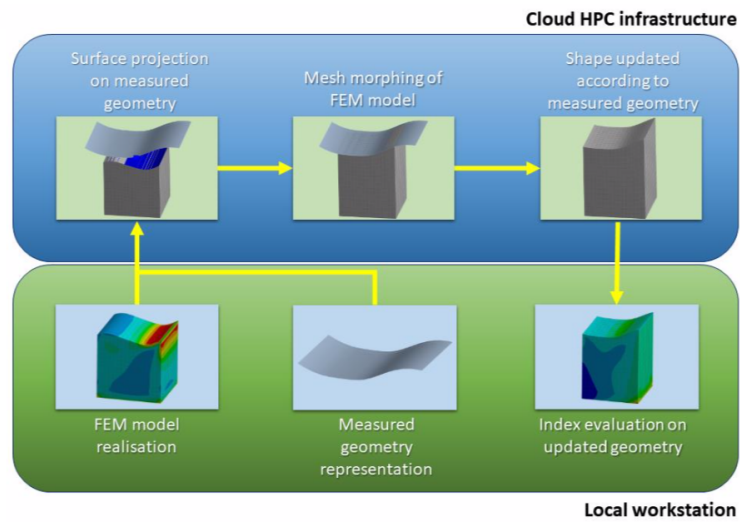 Cloud HPC infrastructure
Surface projection
on measured
geometry
Mesh morphing of
FEM model
Shape updated
according to
measured geometry
FEM model
realisation
Measured
geometry
representation
Index evaluation on
updated geometry
Local workstation